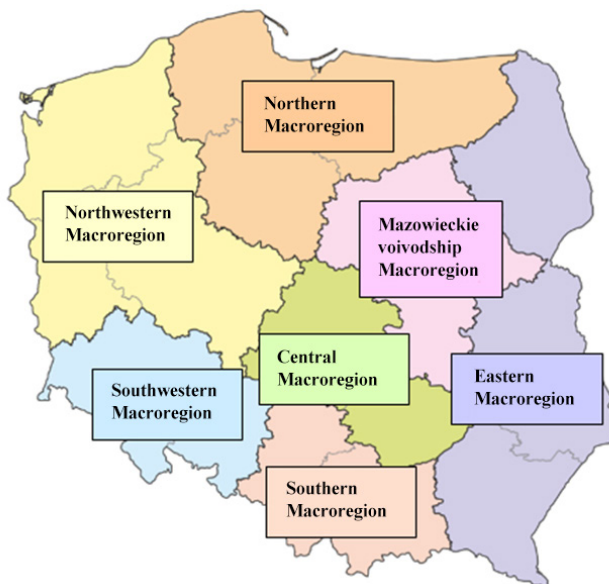 Northern
Macroregion
Northwestern
Macroregion
Mazowieckie
voivodship
Macroregion
Central
Macroregion
Southwestern
Macroregion
Eastern
Macroregion
Southern
Macroregion